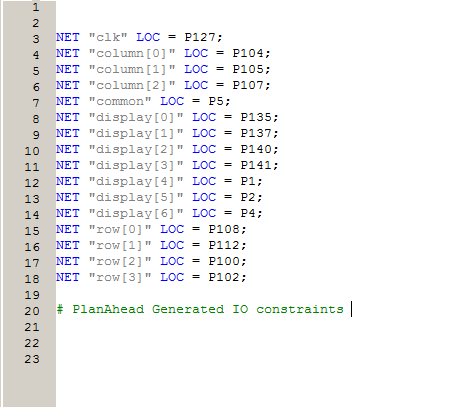 1
2
3 NET "clk" LOC = P127;
4 NET "column[0]" LOC = P104;
5 NET "column[1]" LOC = P105;
6 NET "column[2]" LOC = P107;
7 NET "common" LOC = P5;
8 NET "display[0]" LOC = P135;
9 NET "display[1]" LOC = P137;
10 NET "display[2]" LOC = P140;
11 NET "display[3]" LOC = P141;
12 NET "display[4]" LOC = P1;
13 NET "display[5]" LOC = P2;
14 NET "display[6]" LOC = P4;
15 NET "row[0]" LOC = P108;
16 NET "row[1]" LOC = P112;
17 NET "row[2]" LOC = P100;
18 NET "row[3]" LOC = P102;
19
20 # PlanAhead Generated IO constraints
21
22
23